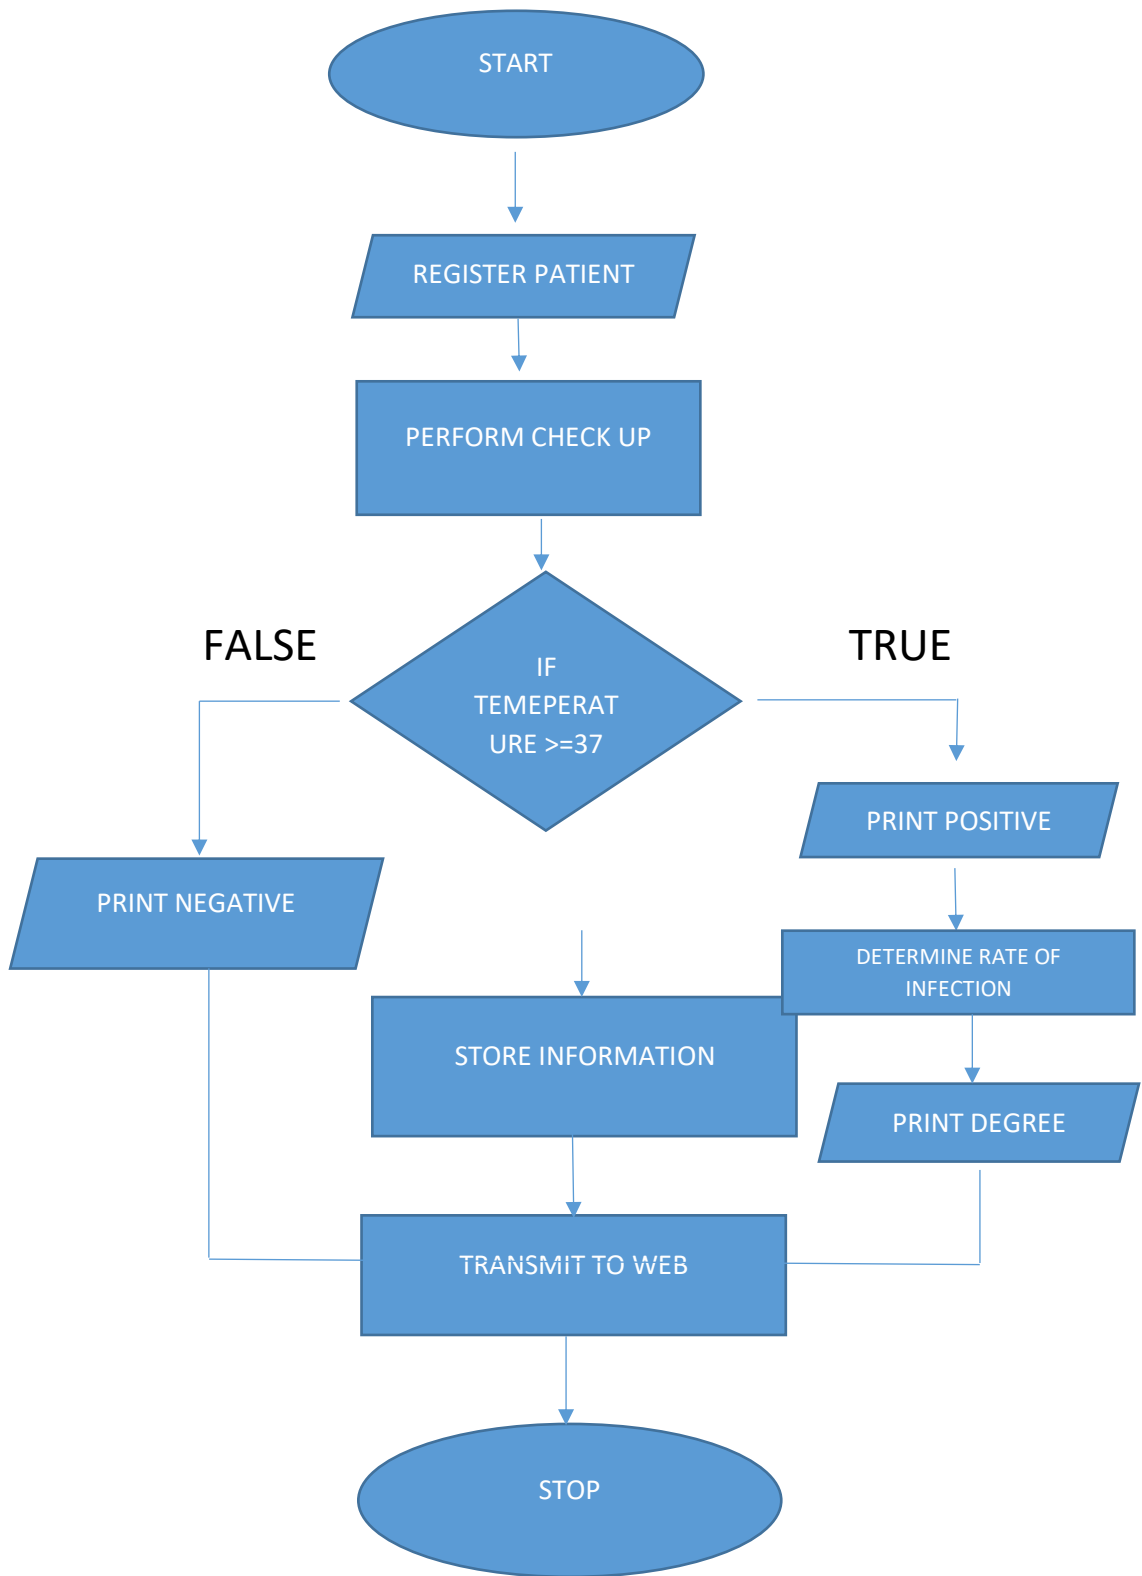 START
REGISTER PATIENT
PERFORM CHECK UP
FALSE
TRUE
IF
TEMEPERAT
URE >=37
PRINT POSITIVE
PRINT NEGATIVE
DETERMINE RATE OF
INFECTION
STORE INFORMATION
PRINT DEGREE
TRANSMIT TO WEB
STOP